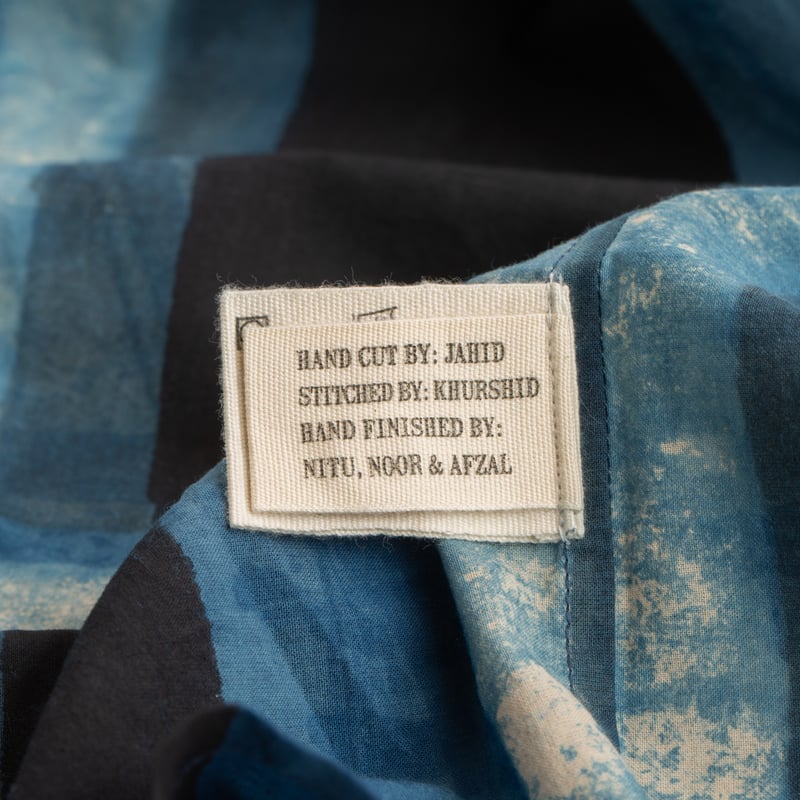 HAND CUT BY: JAHID
STITCHED BY: KHURSHID
HAND FINISHED BY:
NITU, NOOR & AFZAL